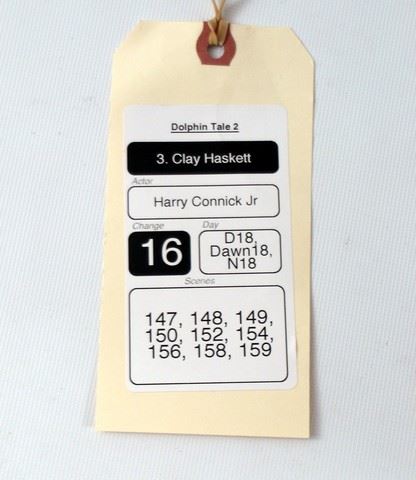 Dolphin Tale 2
3. Clay Haskett
Actor
Harry Connick Jr
Change
16
Day
D18,
Dawn18,
N18
Scenes
147, 148, 149,
150, 152, 154,
156, 158, 159